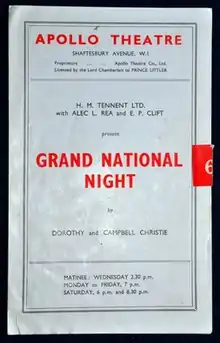 APOLLO THEATRE
SHAFTESBURY AVENUE, W.1
Proprietors ... ... Apollo Theatre Co., Ltd.
Licensed by the Lord Chamberlain to PRINCE LITTLER
H. M. TENNENT LTD.
with ALEC L. REA and E. P. CLIFT
present
GRAND NATIONAL
NIGHT
by
DOROTHY and CAMPBELL CHRISTIE
MATINEE: WEDNESDAY 2.30 p.m.
MONDAY to FRIDAY, 7 p.m.
SATURDAY, 6 p.m. and 8.30 p.m.
6